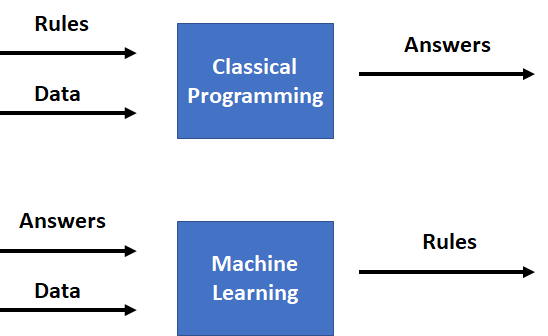 Rules
Data
Classical
Programming
Answers
Answers
Data
Machine
Learning
Rules